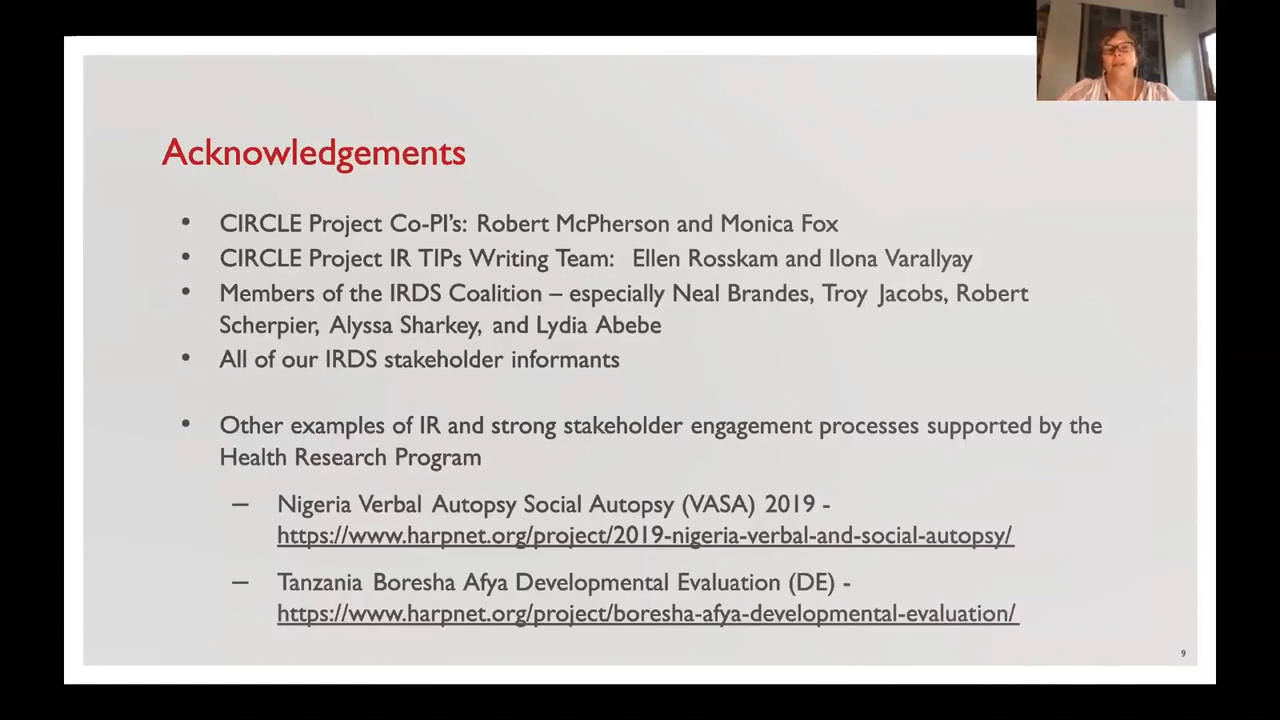 Acknowledgements
• CIRCLE Project Co-PI's: Robert McPherson and Monica Fox
• CIRCLE Project IR TIPs Writing Team: Ellen Rosskam and Ilona Varallyay
• Members of the IRDS Coalition – especially Neal Brandes, Troy Jacobs, Robert
Scherpier, Alyssa Sharkey, and Lydia Abebe
• All of our IRDS stakeholder informants
• Other examples of IR and strong stakeholder engagement processes supported by the
Health Research Program
– Nigeria Verbal Autopsy Social Autopsy (VASA) 2019 -
https://www.harpnet.org/project/2019-nigeria-verbal-and-social-autopsy/
– Tanzania Boresha Afya Developmental Evaluation (DE) -
https://www.harpnet.org/project/boresha-afya-developmental-evaluation/
9